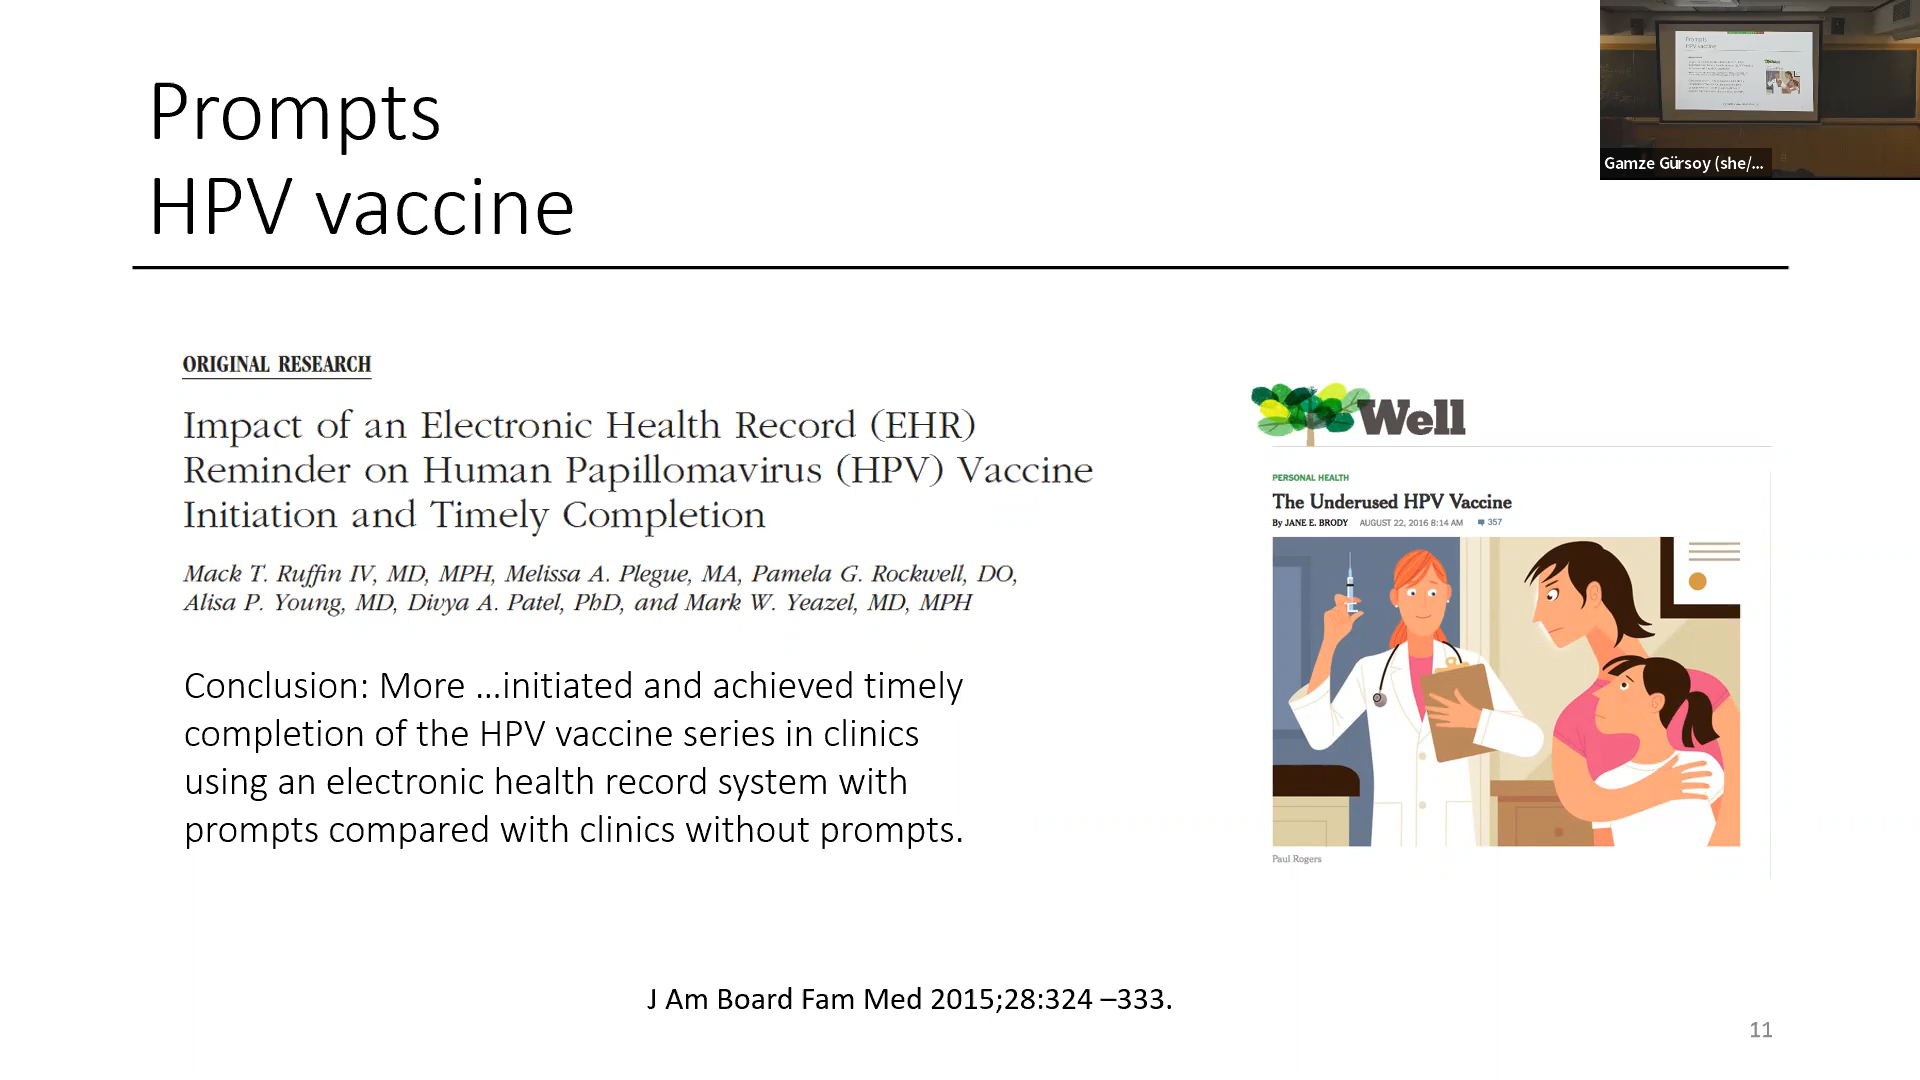 Prompts
HPV vaccine
Gamze Gürsoy (she/...
ORIGINAL RESEARCH
Impact of an Electronic Health Record (EHR)
Reminder on Human Papillomavirus (HPV) Vaccine
Initiation and Timely Completion
Mack T. Ruffin IV, MD, MPH, Melissa A. Plegue, MA, Pamela G. Rockwell, DO,
Alisa P. Young, MD, Divya A. Patel, PhD, and Mark W. Yeazel, MD, MPH
Conclusion: More ...initiated and achieved timely
completion of the HPV vaccine series in clinics
using an electronic health record system with
prompts compared with clinics without prompts.
Well
PERSONAL HEALTH
The Underused HPV Vaccine
By JANE E. BRODY AUGUST 22, 2016 8:14 AM 357
Paul Rogers
J Am Board Fam Med 2015;28:324 –333.
11